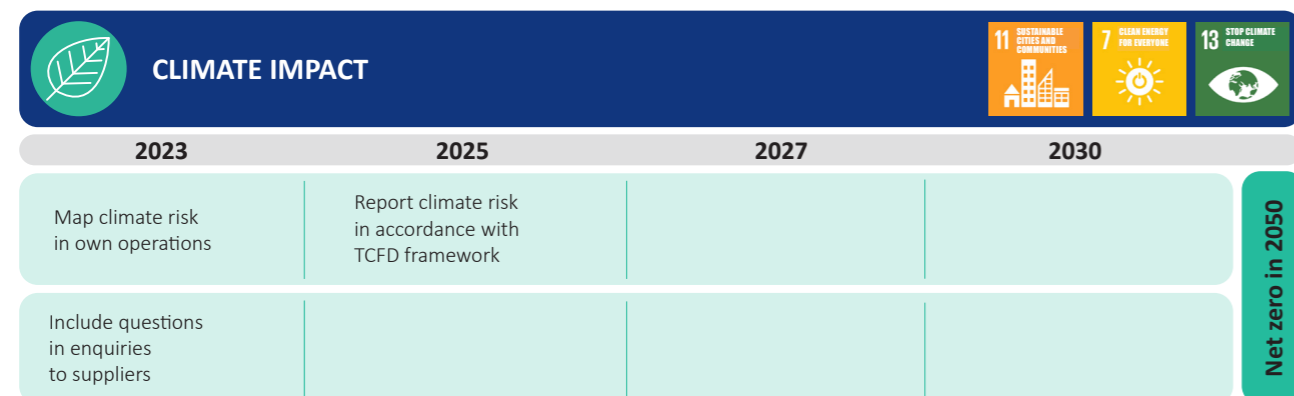 CLIMATE IMPACT
11 SUSTAINABLE
CITIES AND
COMMUNITIES
7 CLEAN ENERGY
FOR EVERYONE
13 STOP CLIMATE
CHANGE
2023 2025 2027 2030
Map climate risk
in own operations
Report climate risk
in accordance with
TCFD framework
Include questions
in enquiries
to suppliers
Net zero in 2050